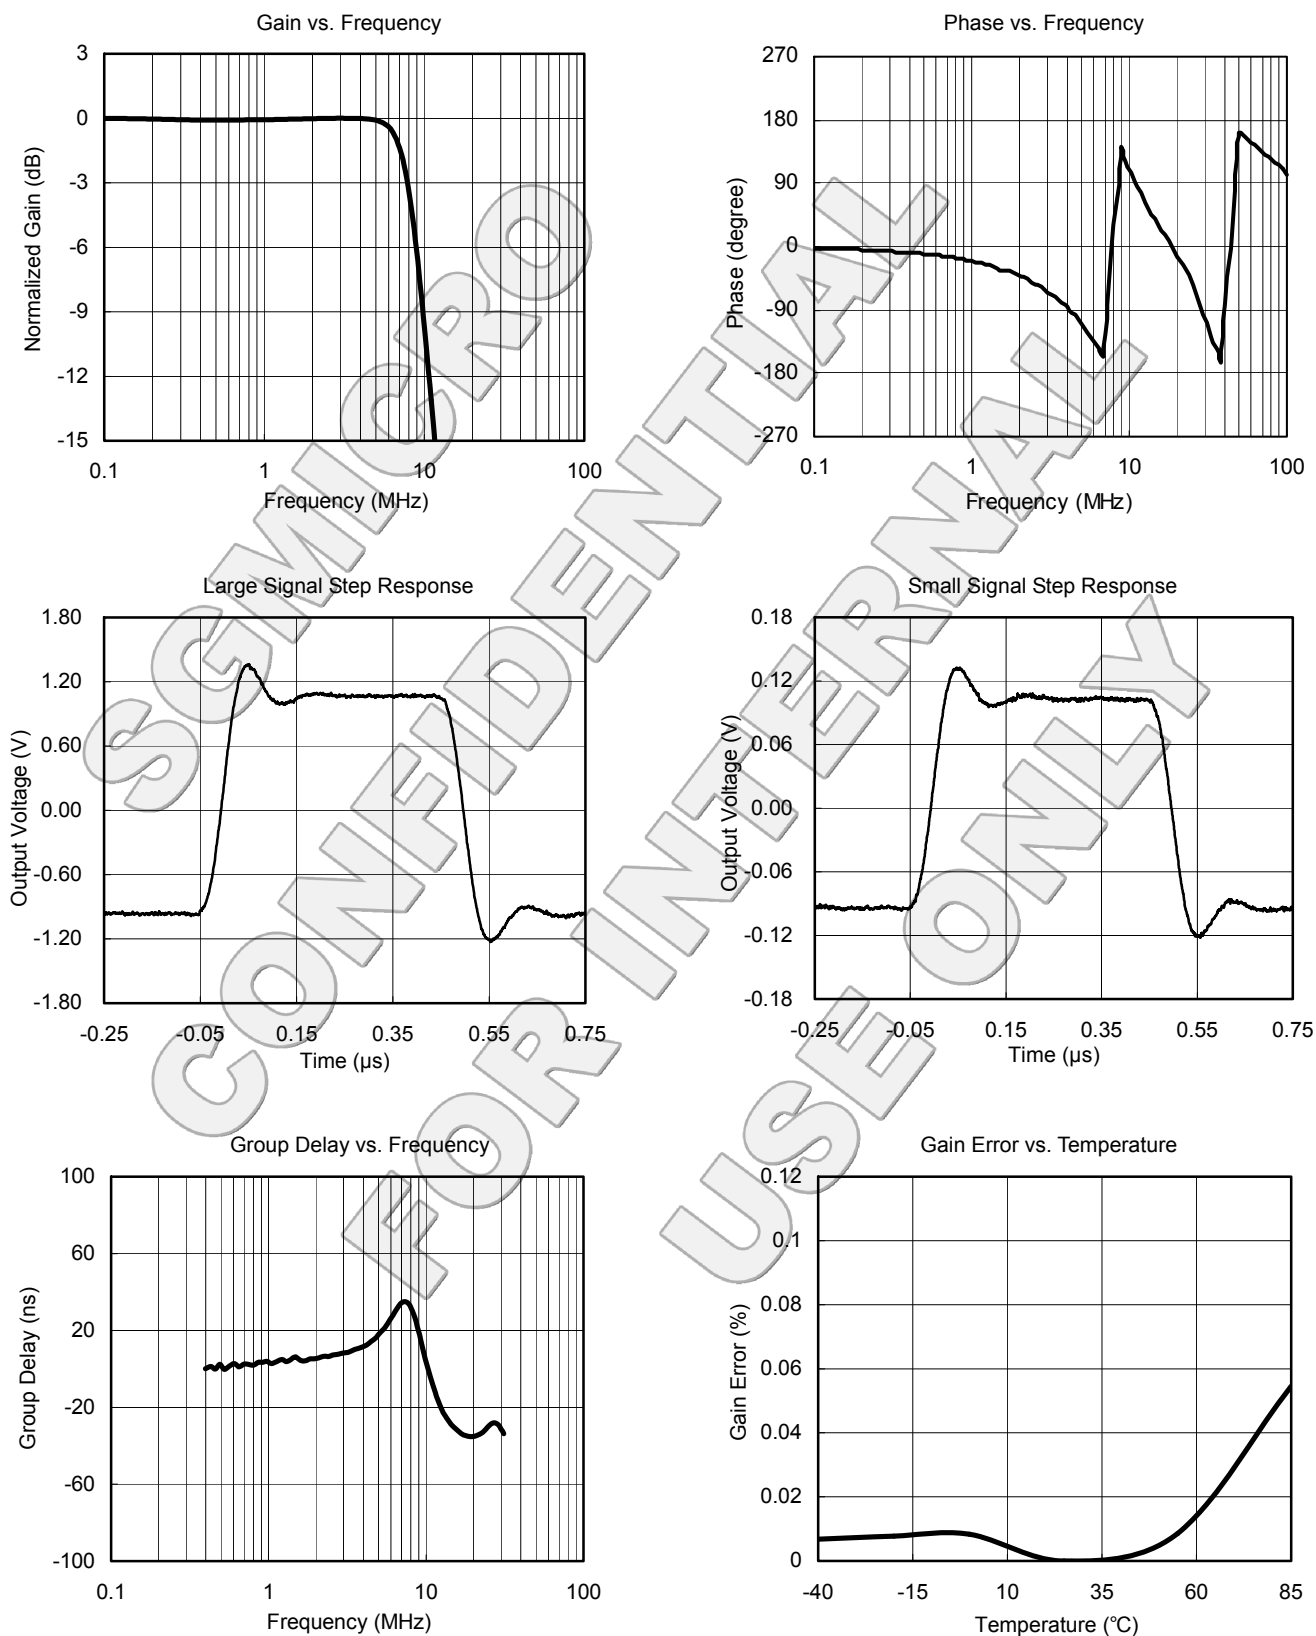 Gain vs. Frequency
3
0
-3
-6
-9
-12
-15
Normalized Gain (dB)
0.1 1 10 100
Frequency (MHz)
Phase vs. Frequency
270
180
90
0
-90
-180
-270
Phase (degree)
0.1 1 10 100
Frequency (MHz)
Large Signal Step Response
1.80
1.20
0.60
0.00
-0.60
-1.20
-1.80
Output Voltage (V)
-0.25 -0.05 0.15 0.35 0.55 0.75
Time (µs)
Small Signal Step Response
0.18
0.12
0.06
0.00
-0.06
-0.12
-0.18
Output Voltage (V)
-0.25 -0.05 0.15 0.35 0.55 0.75
Time (µs)
Group Delay vs. Frequency
100
60
20
-20
-60
-100
Group Delay (ns)
0.1 1 10 100
Frequency (MHz)
Gain Error vs. Temperature
0.12
0.1
0.08
0.06
0.04
0.02
0
Gain Error (%)
-40 -15 10 35 60 85
Temperature (°C)
SGMICRO
CONFIDENTIAL
FOR INTERNAL
USE ONLY